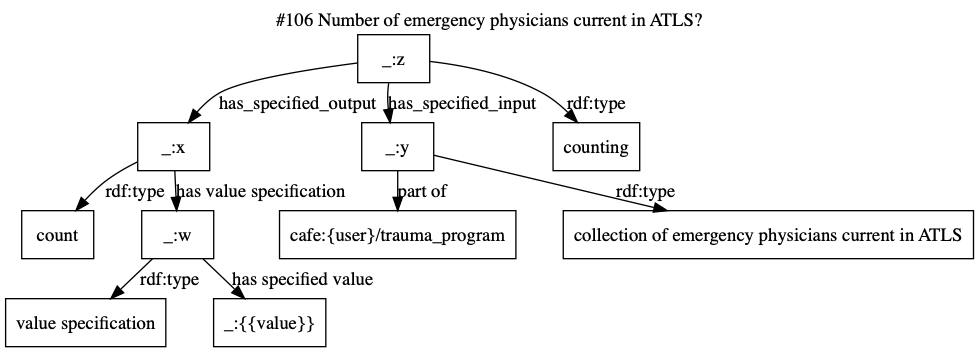 #106 Number of emergency physicians current in ATLS?
_:z
has_specified_output
has_specified_input
rdf:type
_:x
_:y
counting
rdf:type
has value specification
part of
rdf:type
count
_:w
cafe:{user}/trauma_program
collection of emergency physicians current in ATLS
rdf:type
has specified value
value specification
_:{{value}}